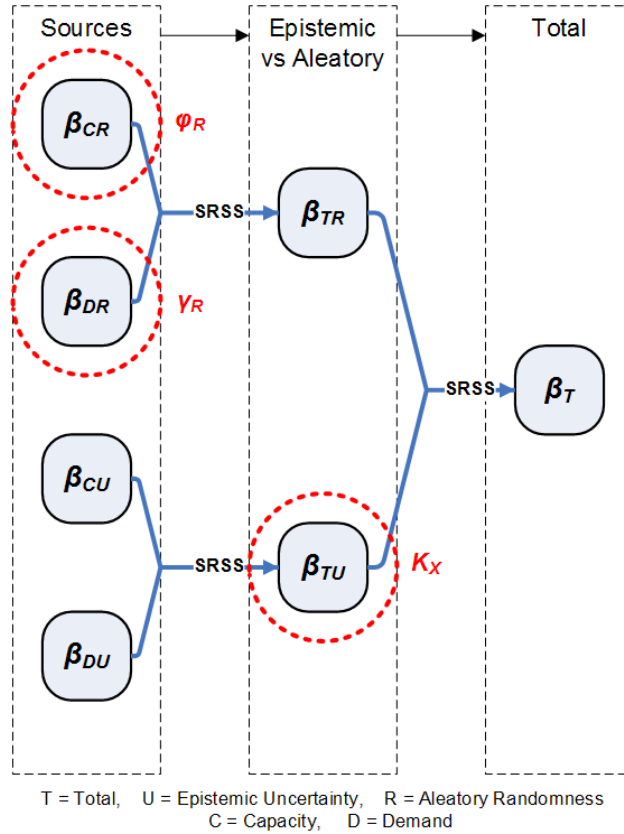 Sources
Epistemic
vs Aleatory
Total
βCR
φR
SRSS
βTR
βDR
γR
SRSS
βT
βCU
SRSS
βTU
KX
βDU
T = Total, U = Epistemic Uncertainty, R = Aleatory Randomness
C = Capacity, D = Demand